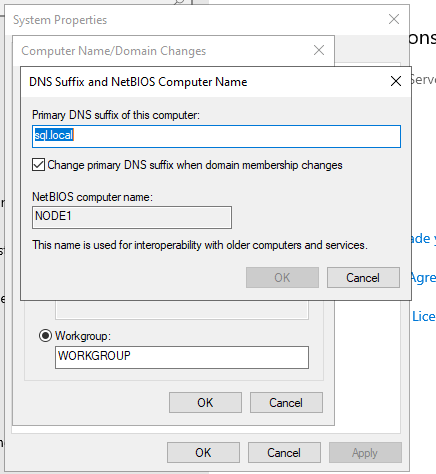 System Properties
Computer Name/Domain Changes
DNS Suffix and NetBIOS Computer Name
Primary DNS suffix of this computer:
sql.local
Change primary DNS suffix when domain membership changes
NetBIOS computer name:
NODE1
This name is used for interoperability with older computers and services.
OK Cancel
Workgroup:
WORKGROUP
OK Cancel
OK Cancel Apply
ons
Serve
ade y
Agre
Lice